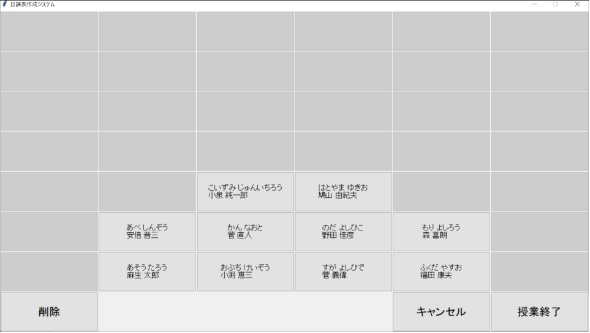 日課表作成システム
こいずみ じゅんいちろう
小泉 純一郎
はとやま ゆきお
鳩山 由紀夫
あべ しんぞう
安倍 晋三
かん なおと
菅 直人
のだ よしひこ
野田 佳彦
もり よしろう
森 喜朗
あそう たろう
麻生 太郎
おぶち けいぞう
小渕 恵三
すが よしひで
菅 義偉
ふくだ やすお
福田 康夫
削除
キャンセル
授業終了